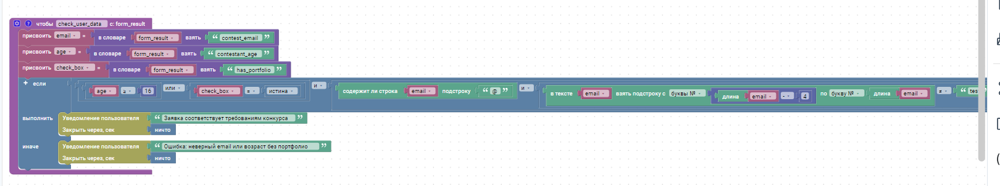 ? чтобы check_user_data с: form_result
присвоить email = в словаре form_result взять “ contest_email ”
присвоить age = в словаре form_result взять “ contestant_age ”
присвоить check_box = в словаре form_result взять “ has_portfolio ”
+ если age ≥ 16 или check_box = истина и содержит ли строка email подстроку “ @ ” и в тексте email взять подстроку с буквы № длина email - 4 по букву № длина email ≠ “ test
выполнить Уведомление пользователя “ Заявка соответствует требованиям конкурса ”
Закрыть через, сек ничто
иначе Уведомление пользователя “ Ошибка: неверный email или возраст без портфолио ”
Закрыть через, сек ничто